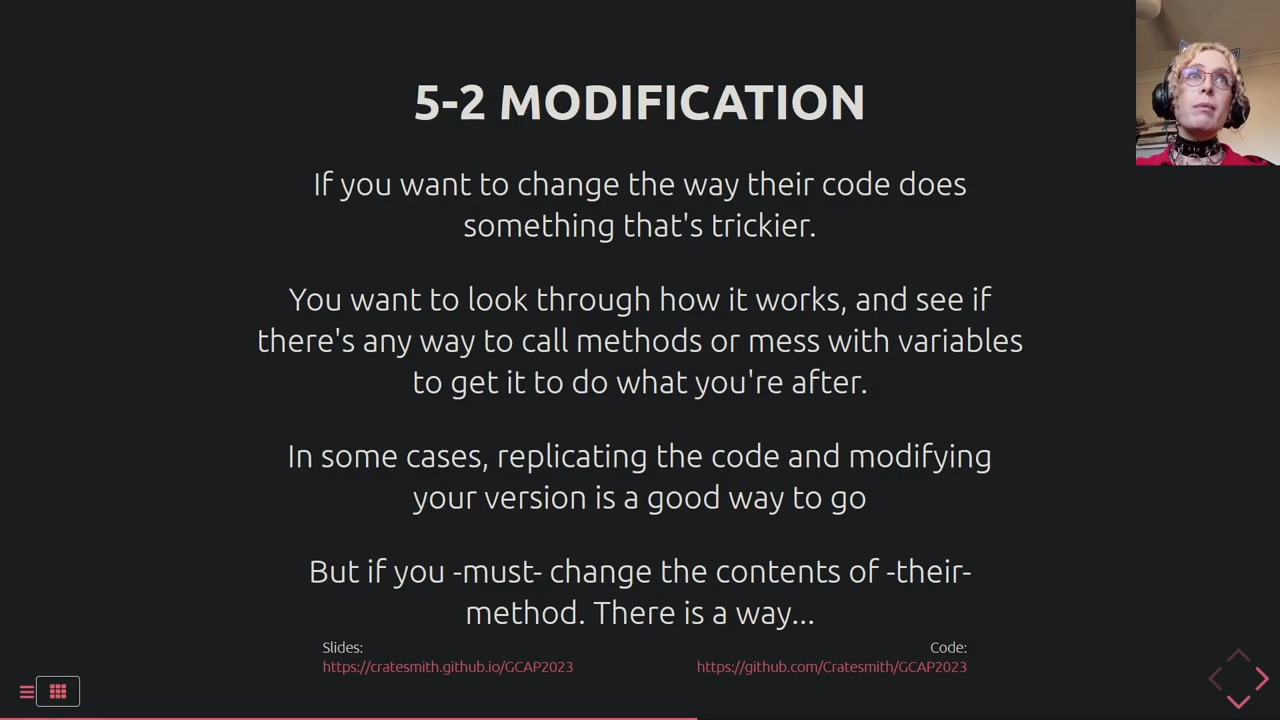 5-2 MODIFICATION
If you want to change the way their code does
something that's trickier.
You want to look through how it works, and see if
there's any way to call methods or mess with variables
to get it to do what you're after.
In some cases, replicating the code and modifying
your version is a good way to go
But if you -must- change the contents of -their-
method. There is a way...
Slides:
https://cratesmith.github.io/GCAP2023
Code:
https://github.com/Cratesmith/GCAP2023